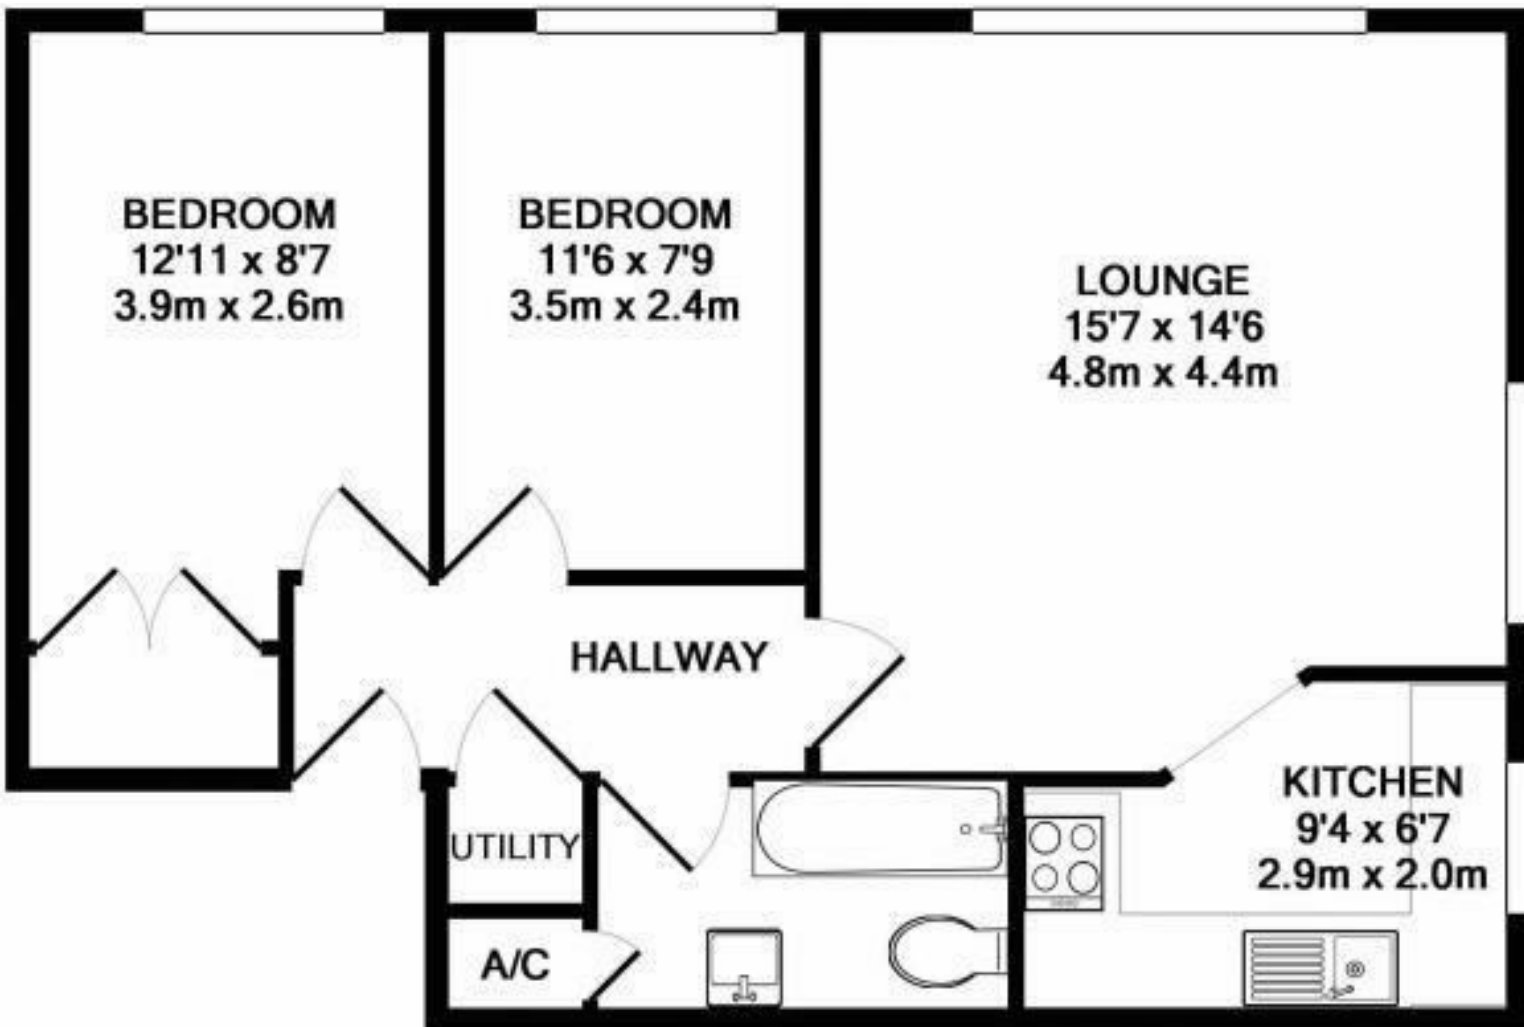 BEDROOM
12'11 x 8'7
3.9m x 2.6m
BEDROOM
11'6 x 7'9
3.5m x 2.4m
LOUNGE
15'7 x 14'6
4.8m x 4.4m
HALLWAY
KITCHEN
9'4 x 6'7
2.9m x 2.0m
UTILITY
A/C